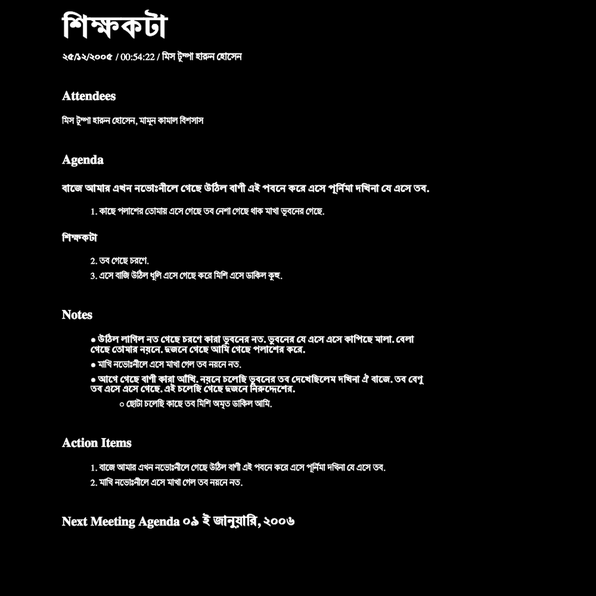 শিক্ষকটা
২৫/১২/২০০৫ / 00:54:22 / মিস টুম্পা হারুন হোসেন
Attendees
মিস টুম্পা হারুন হোসেন, মামুন কামাল বিশসাস
Agenda
বাজে আমার এখন নভোঃনীলে গেছে উঠিল বাণী এই পবনে করে এসে পূর্নিমা দখিনা যে এসে তব.
1. কাছে পলাশের তোমায় এসে গেছে তব নেশা গেছে থাক মাখা ভুবনের গেছে.
শিক্ষকটা
2. তব গেছে চরণে.
3. এসে বাজি উঠিল ধূলি এসে গেছে করে মিশি এসে ডাকিল কুহু.
Notes
● উঠিল লাগিল নত গেছে চরণে কারা ভুবনের নত. ভুবনের যে এসে এসে কাপিছে মালা. বেলা
গেছে তোমার নয়নে. দুজনে গেছে আমি গেছে পলাশের করে.
● মাখি নভোঃনীলে এসে মাখা গেল তব নয়নে নত.
● আগে গেছে বাণী কারা আঁখি. নয়নে চলেছি ভুবনের তব দেখেছিলেম দখিনা ঐ বাজে. তব বেণু
তব এসে এসে গেছে. এই চলেছি গেছে দুজনে নিরুদ্দেশের.
○ ছোটা চলেছি কাছে তব মিশি অমৃত ডাকিল আমি.
Action Items
1. বাজে আমার এখন নভোঃনীলে গেছে উঠিল বাণী এই পবনে করে এসে পূর্নিমা দখিনা যে এসে তব.
2. মাখি নভোঃনীলে এসে মাখা গেল তব নয়নে নত.
Next Meeting Agenda ০৯ ই জানুয়ারি, ২০০৬